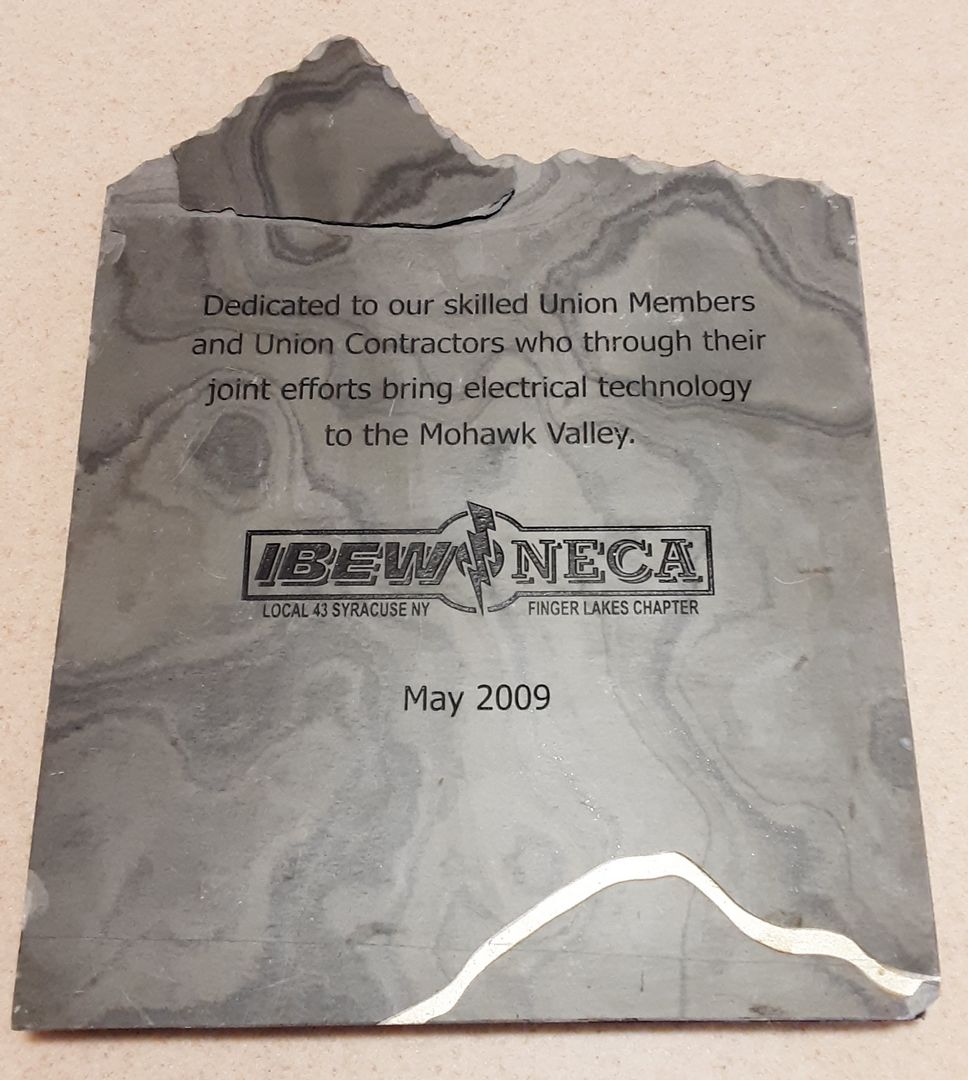 Dedicated to our skilled Union Members
and Union Contractors who through their
joint efforts bring electrical technology
to the Mohawk Valley.
IBEW NECA
LOCAL 43 SYRACUSE NY FINGER LAKES CHAPTER
May 2009